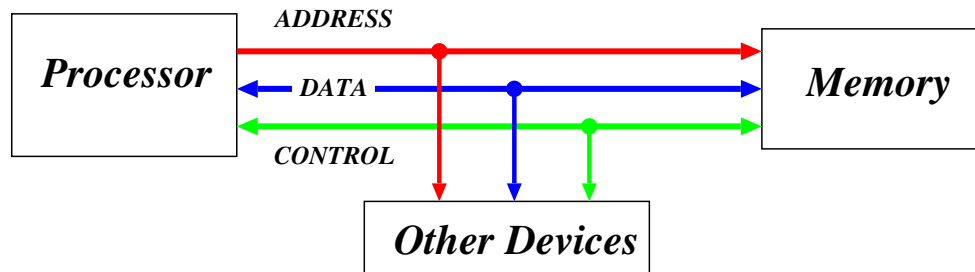 ADDRESS
Processor
DATA
Memory
CONTROL
Other Devices